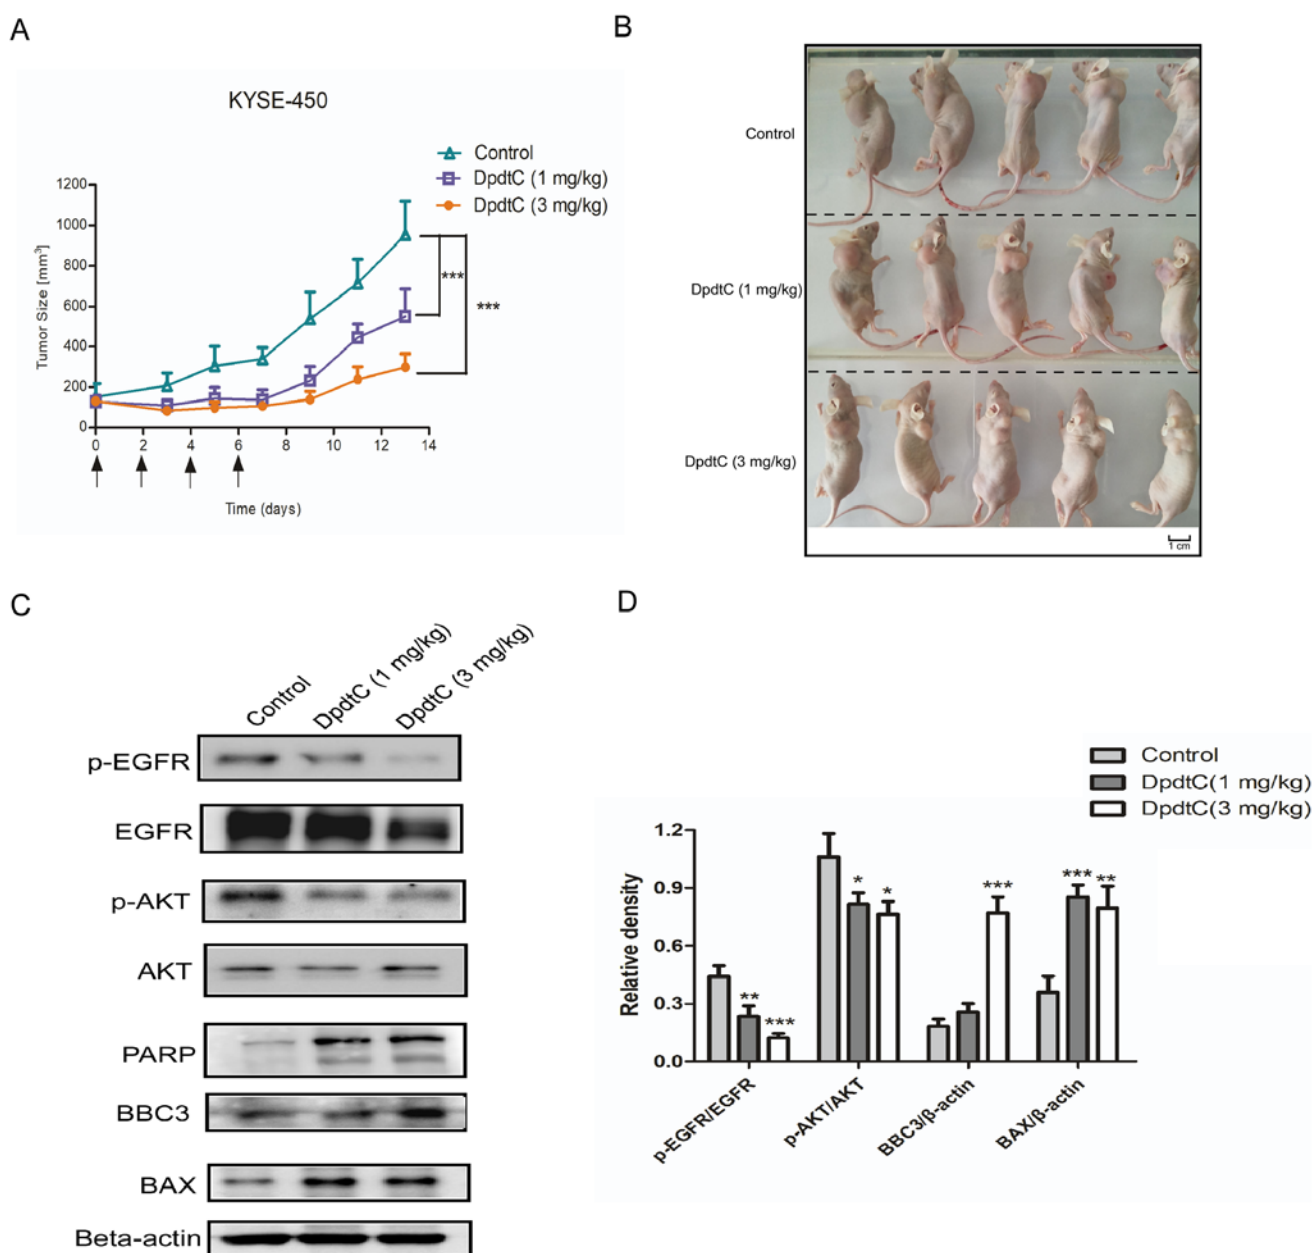 A
KYSE-450
Control
DpdtC (1 mg/kg)
DpdtC (3 mg/kg)
1200
1000
800
600
400
200
0
Tumor Size [mm³]
***
***
0 2 4 6 8 10 12 14
Time (days)
B
Control
DpdtC (1 mg/kg)
DpdtC (3 mg/kg)
1 cm
C
Control
DpdtC (1 mg/kg)
DpdtC (3 mg/kg)
p-EGFR
EGFR
p-AKT
AKT
PARP
BBC3
BAX
Beta-actin
D
Control
DpdtC(1 mg/kg)
DpdtC(3 mg/kg)
1.2
0.9
0.6
0.3
0.0
Relative density
**
***
*
*
***
***
**
p-EGFR/EGFR
p-AKT/AKT
BBC3/β-actin
BAX/β-actin